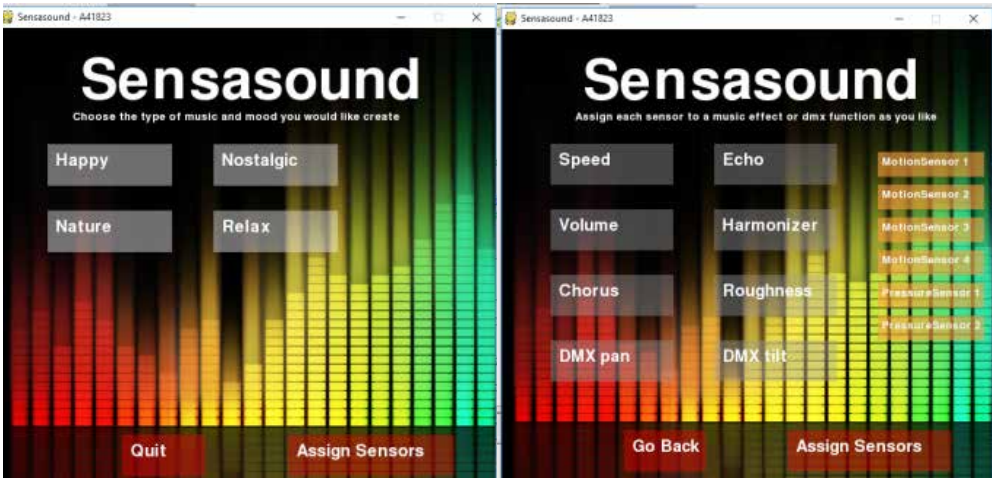 Sensasound - A41823
Sensasound
Choose the type of music and mood you would like create
Happy
Nostalgic
Nature
Relax
Quit
Assign Sensors
Sensasound - A41823
Sensasound
Assign each sensor to a music effect or dmx function as you like
Speed
Echo
MotionSensor 1
MotionSensor 2
Volume
Harmonizer
MotionSensor 3
MotionSensor 4
Chorus
Roughness
PressureSensor 1
PressureSensor 2
DMX pan
DMX tilt
Go Back
Assign Sensors